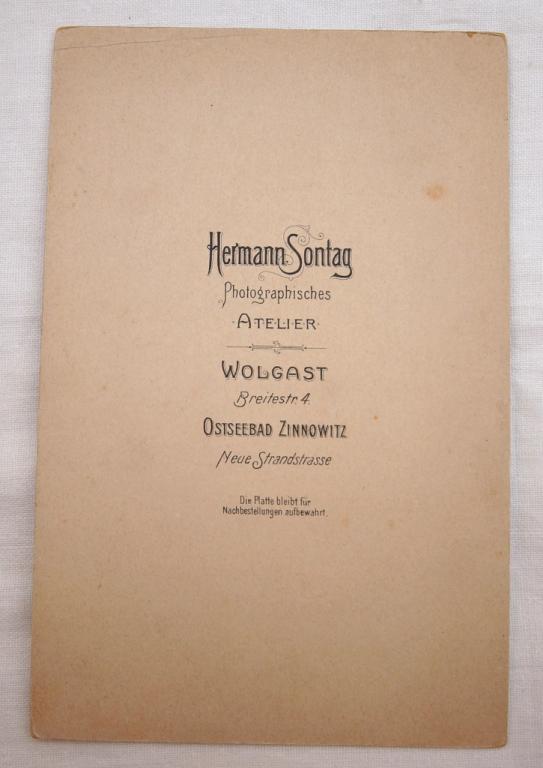 Hermann Sontag
Photographisches
ATELIER
WOLGAST
Breitestr. 4.
OSTSEEBAD ZINNOWITZ
Neue Strandstrasse
Die Platte bleibt für
Nachbestellungen aufbewahrt.